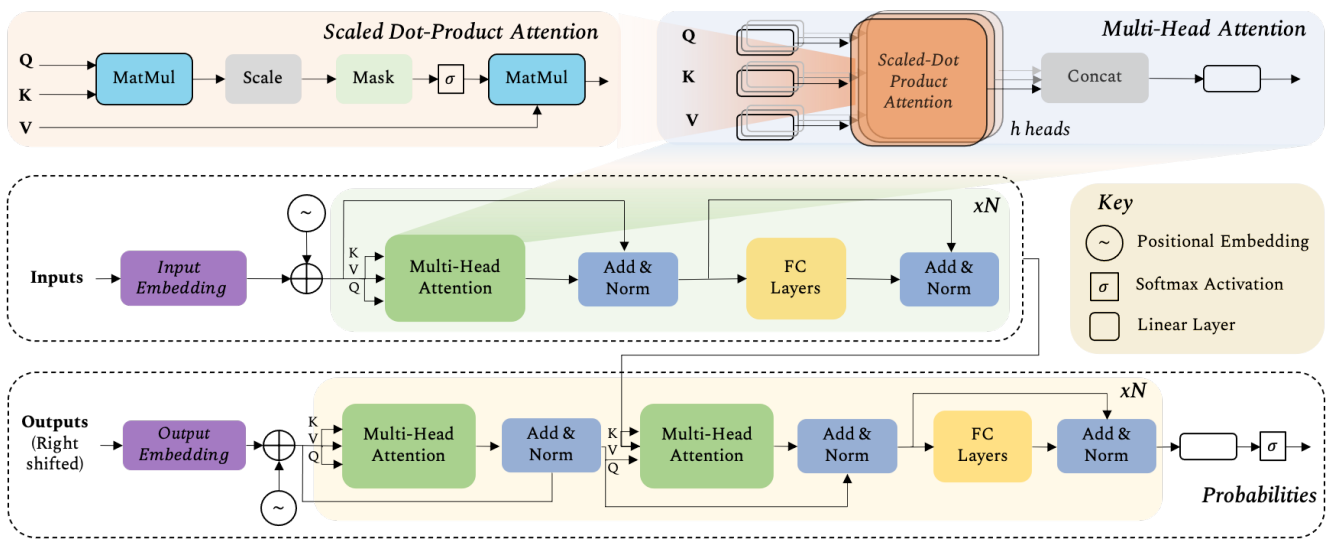 Scaled Dot-Product Attention
Q
K
V
MatMul
Scale
Mask
σ
MatMul
Multi-Head Attention
Q
K
V
Scaled-Dot
Product
Attention
h heads
Concat
xN
~
Inputs
Input
Embedding
K
V
Q
Multi-Head
Attention
Add &
Norm
FC
Layers
Add &
Norm
Key
~ Positional Embedding
σ Softmax Activation
Linear Layer
xN
Outputs
(Right
shifted)
Output
Embedding
~
K
V
Q
Multi-Head
Attention
Add &
Norm
K
V
Q
Multi-Head
Attention
Add &
Norm
FC
Layers
Add &
Norm
σ
Probabilities